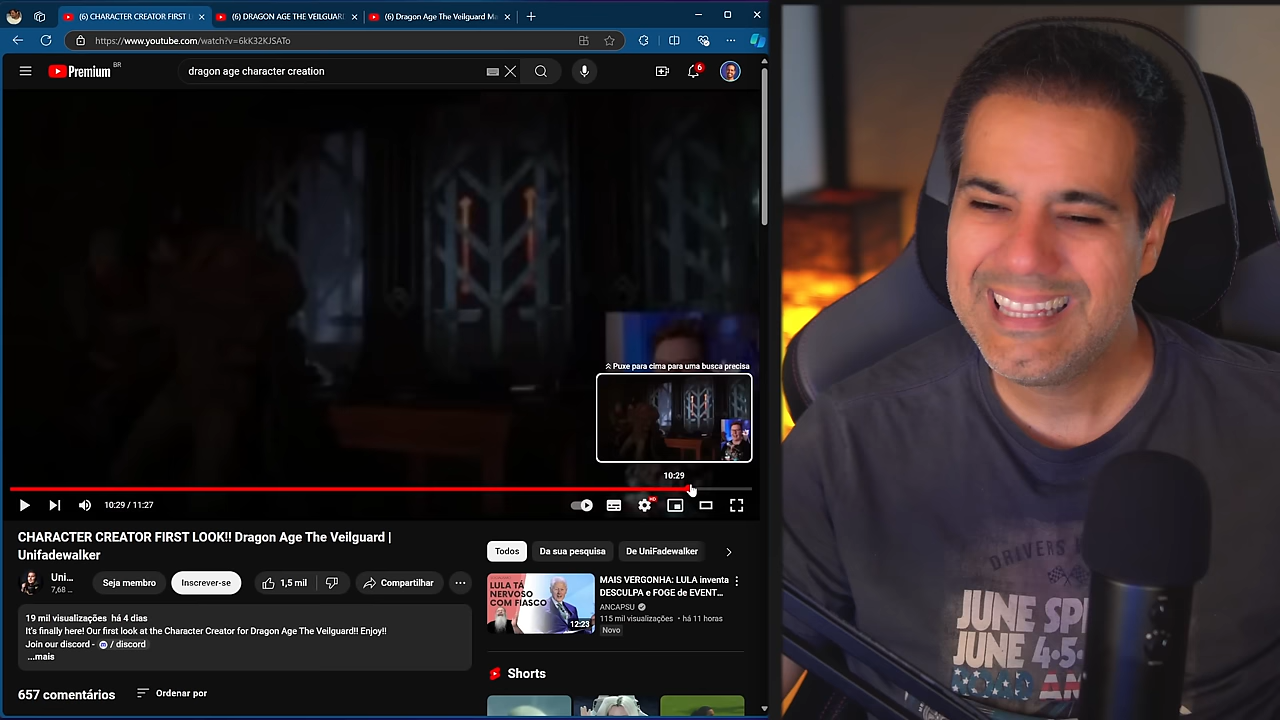 (6) CHARACTER CREATOR FIRST L
(6) DRAGON AGE THE VEILGUAR
(6) Dragon Age The Veilguard Ma
https://www.youtube.com/watch?v=6kK32KJSATo
Premium BR
dragon age character creation
6
Puxe para cima para uma busca precisa
10:29
10:29 / 11:27
HD
CHARACTER CREATOR FIRST LOOK!! Dragon Age The Veilguard |
Unifadewalker
Uni...
7,68 ...
Seja membro
Inscrever-se
1,5 mil
Compartilhar
19 mil visualizações há 4 dias
It's finally here! Our first look at the Character Creator for Dragon Age The Veilguard!! Enjoy!!
Join our discord - / discord
...mais
657 comentários
Ordenar por
Todos
Da sua pesquisa
De UniFadewalker
LULA TÁ
NERVOSO
COM FIASCO
12:23
MAIS VERGONHA: LULA inventa
DESCULPA e FOGE de EVENT...
ANCAPSU
115 mil visualizações • há 11 horas
Novo
Shorts
DRIVERS
JUNE SP
JUNE 4•5•
ROAD AM